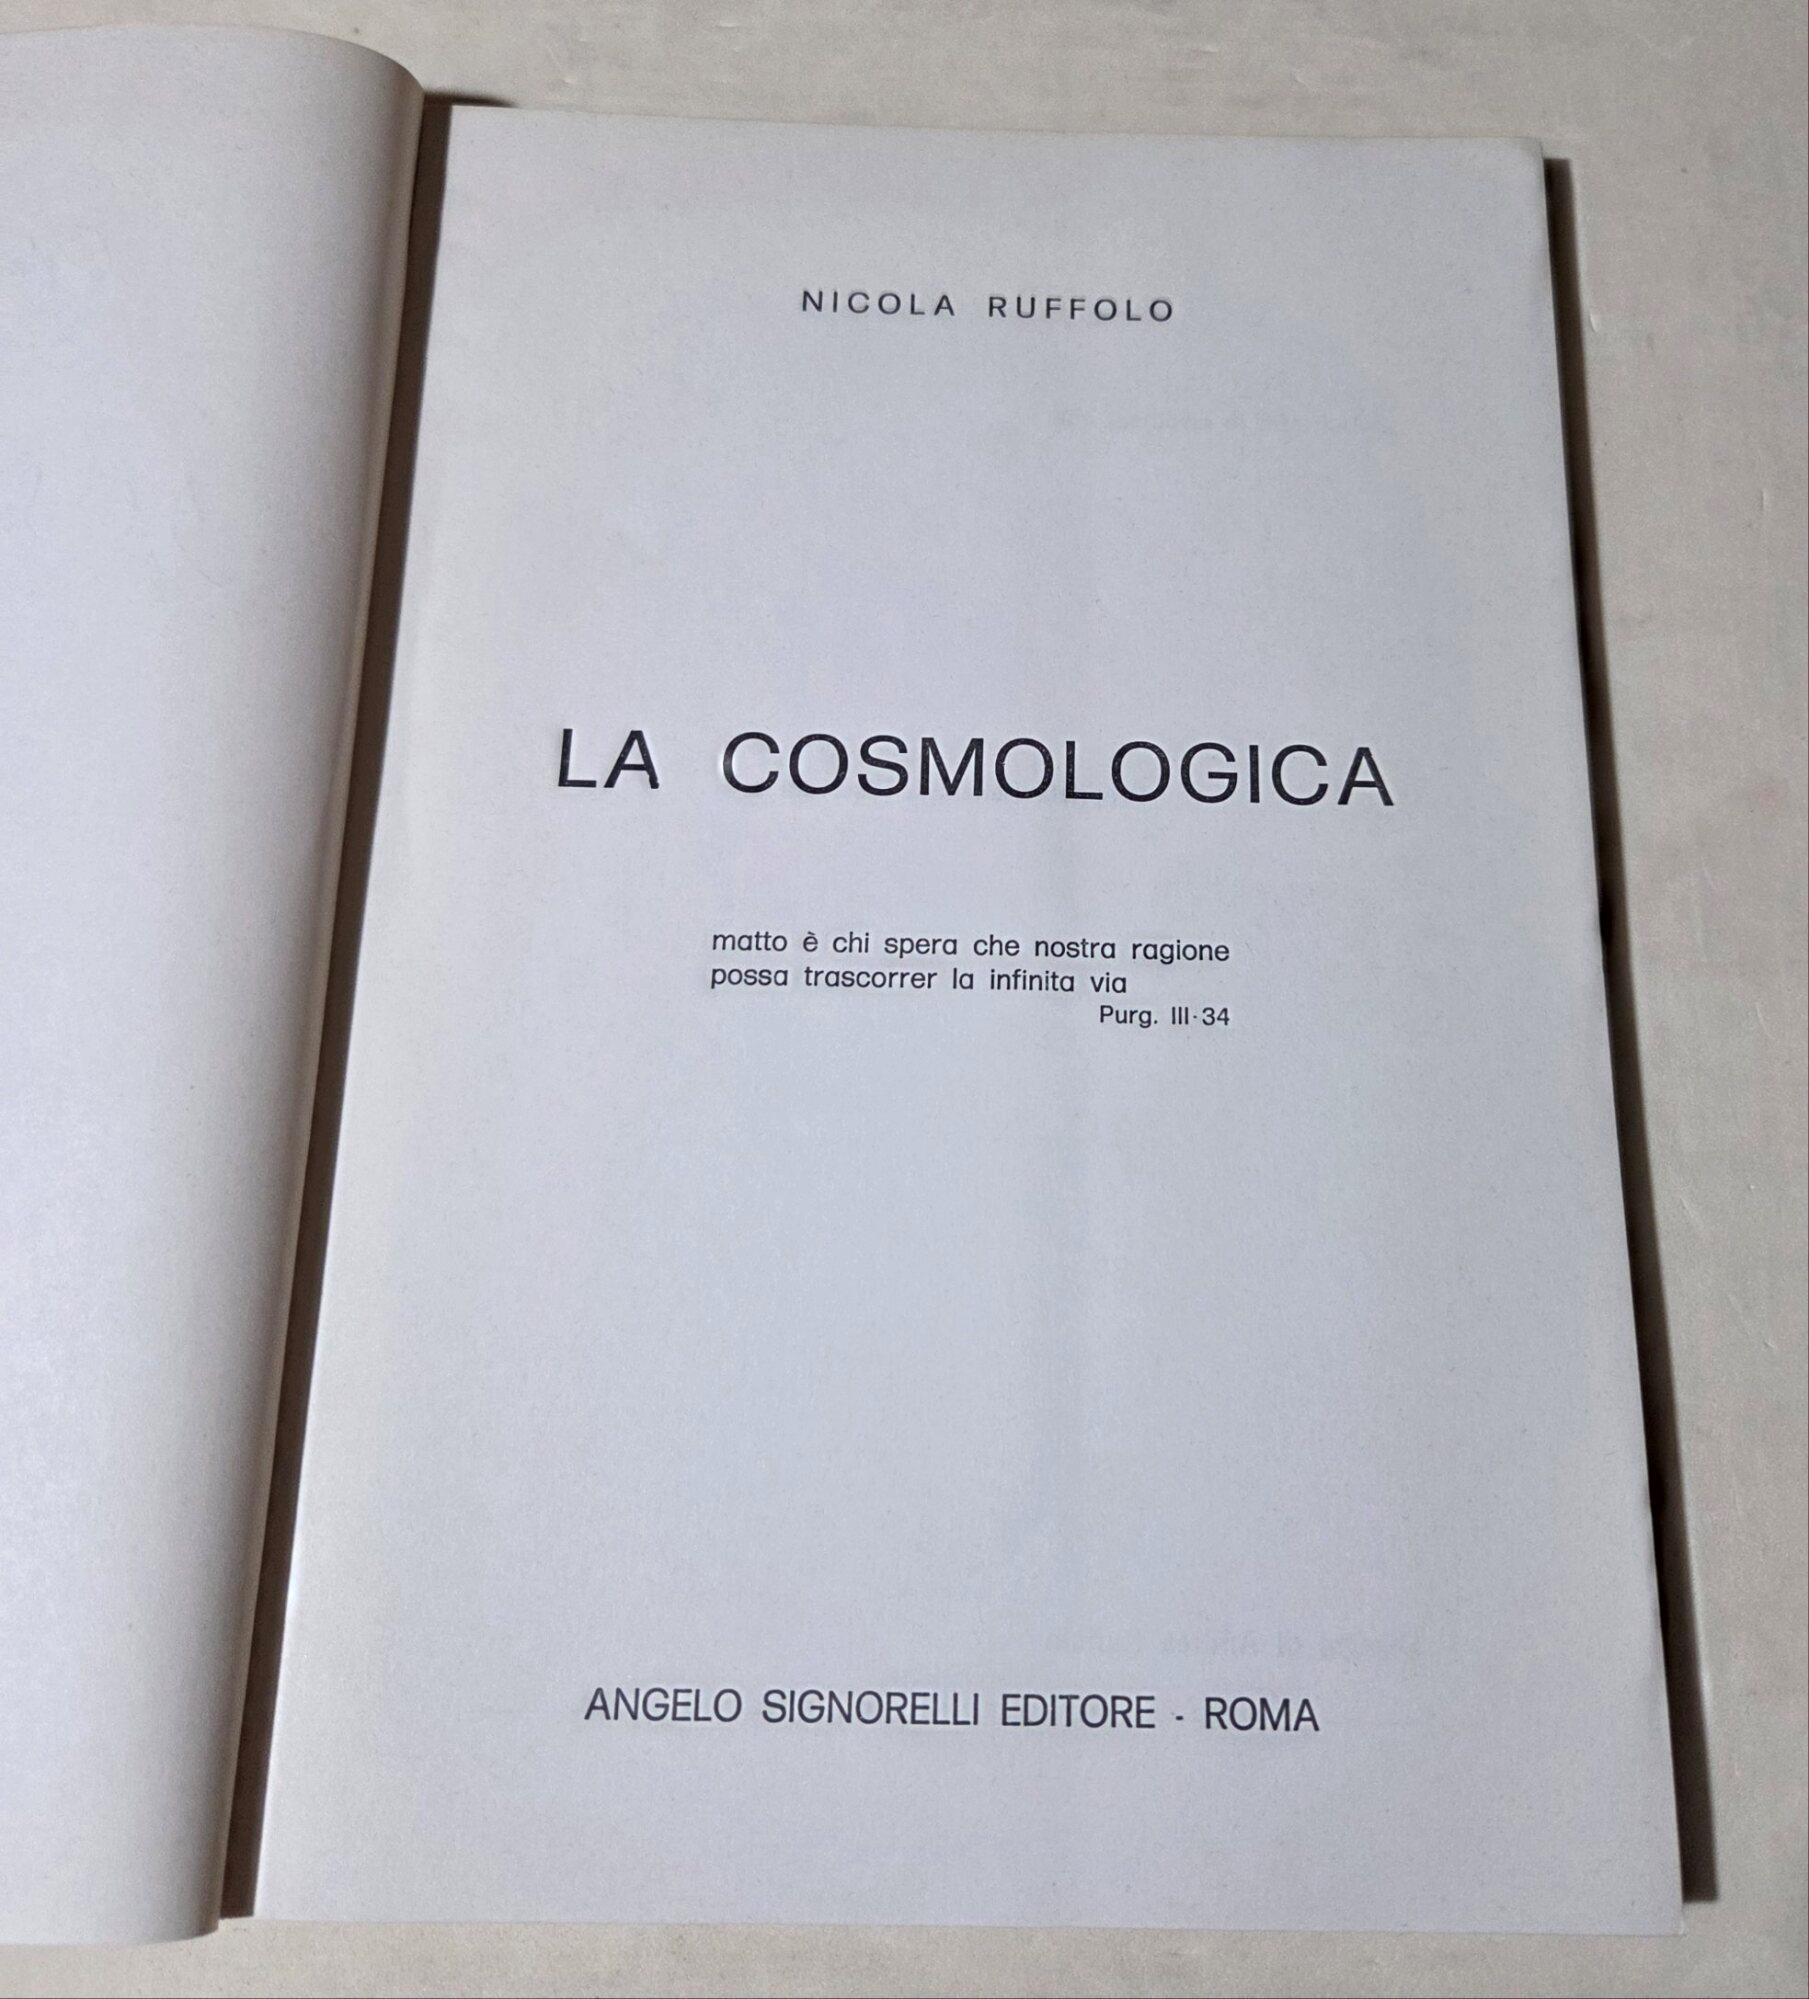 NICOLA RUFFOLO
LA COSMOLOGICA
matto è chi spera che nostra ragione
possa trascorrer la infinita via
Purg. III-34
ANGELO SIGNORELLI EDITORE - ROMA